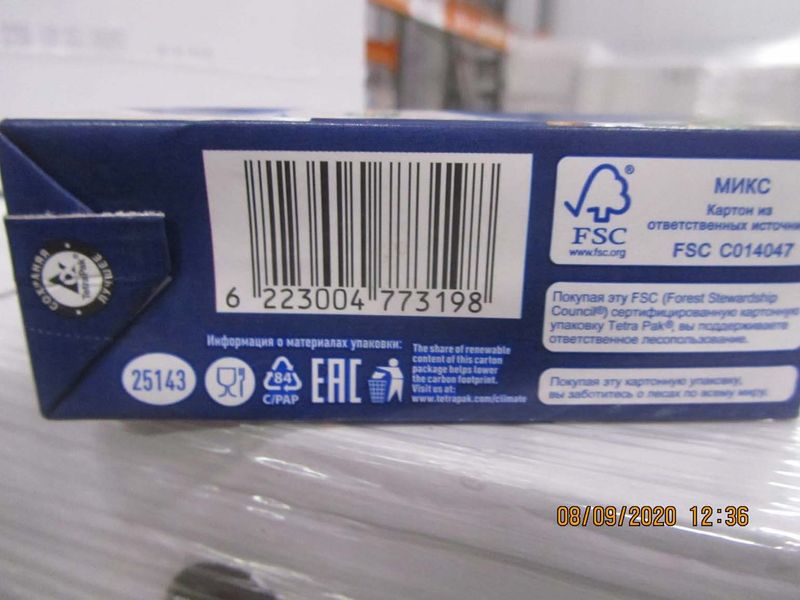 6 223004 773198
СОХРАНЯЯ
ЛУЧШЕЕ
Информация о материалах упаковки:
25143
84
C/PAP
EAC
The share of renewable
content of this carton
package helps lower
the carbon footprint.
Visit us at:
www.tetrapak.com/climate
®
FSC
www.fsc.org
МИКС
Картон из
ответственных источни
FSC C014047
Покупая эту FSC (Forest Stewardship
Council®) сертифицированную картонную
упаковку Tetra Pak®, вы поддерживаете
ответственное лесопользование.
Покупая эту картонную упаковку,
вы заботитесь о лесах по всему миру.
08/09/2020 12:36